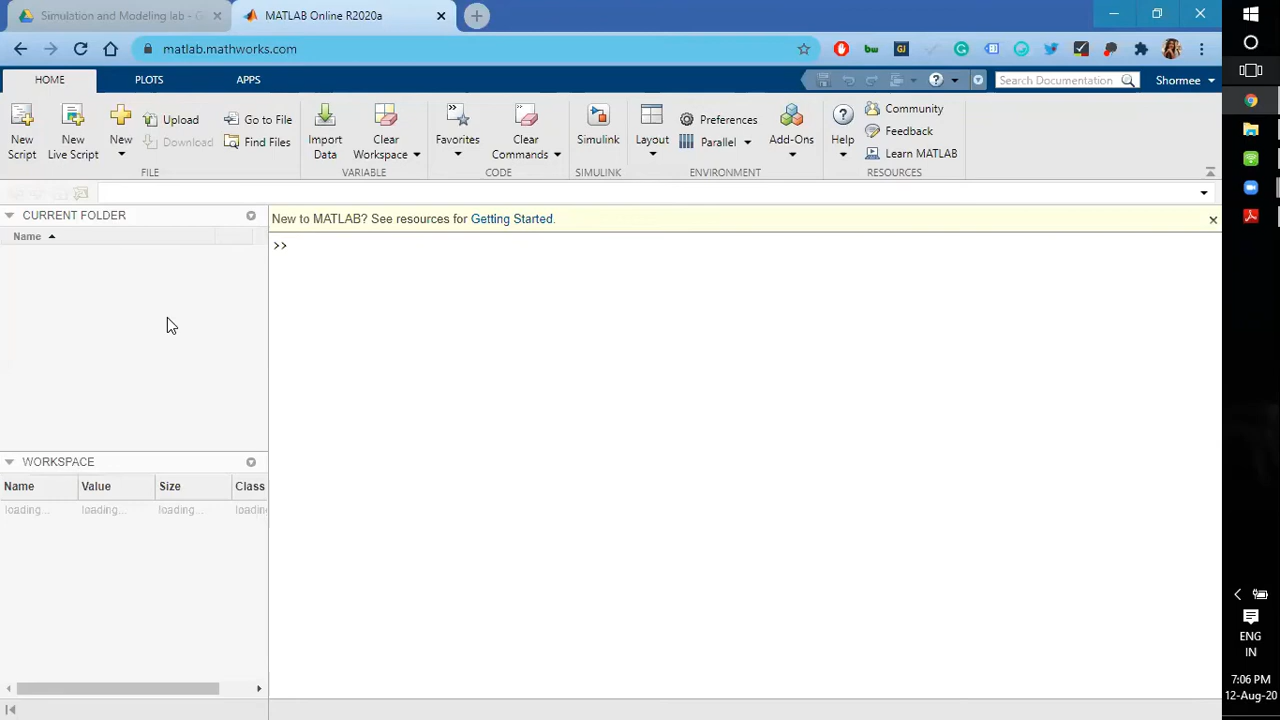 Simulation and Modeling lab - G
MATLAB Online R2020a
matlab.mathworks.com
bw
GJ
HOME
PLOTS
APPS
Search Documentation
Shormee
New Script
New Live Script
New
Upload
Download
Go to File
Find Files
Import Data
Clear Workspace
Favorites
Clear Commands
Simulink
Layout
Preferences
Parallel
Add-Ons
Help
Community
Feedback
Learn MATLAB
FILE
VARIABLE
CODE
SIMULINK
ENVIRONMENT
RESOURCES
CURRENT FOLDER
Name
New to MATLAB? See resources for Getting Started.
>>
WORKSPACE
Name Value Size Class
loading... loading... loading... loading
ENG
IN
7:06 PM
12-Aug-20